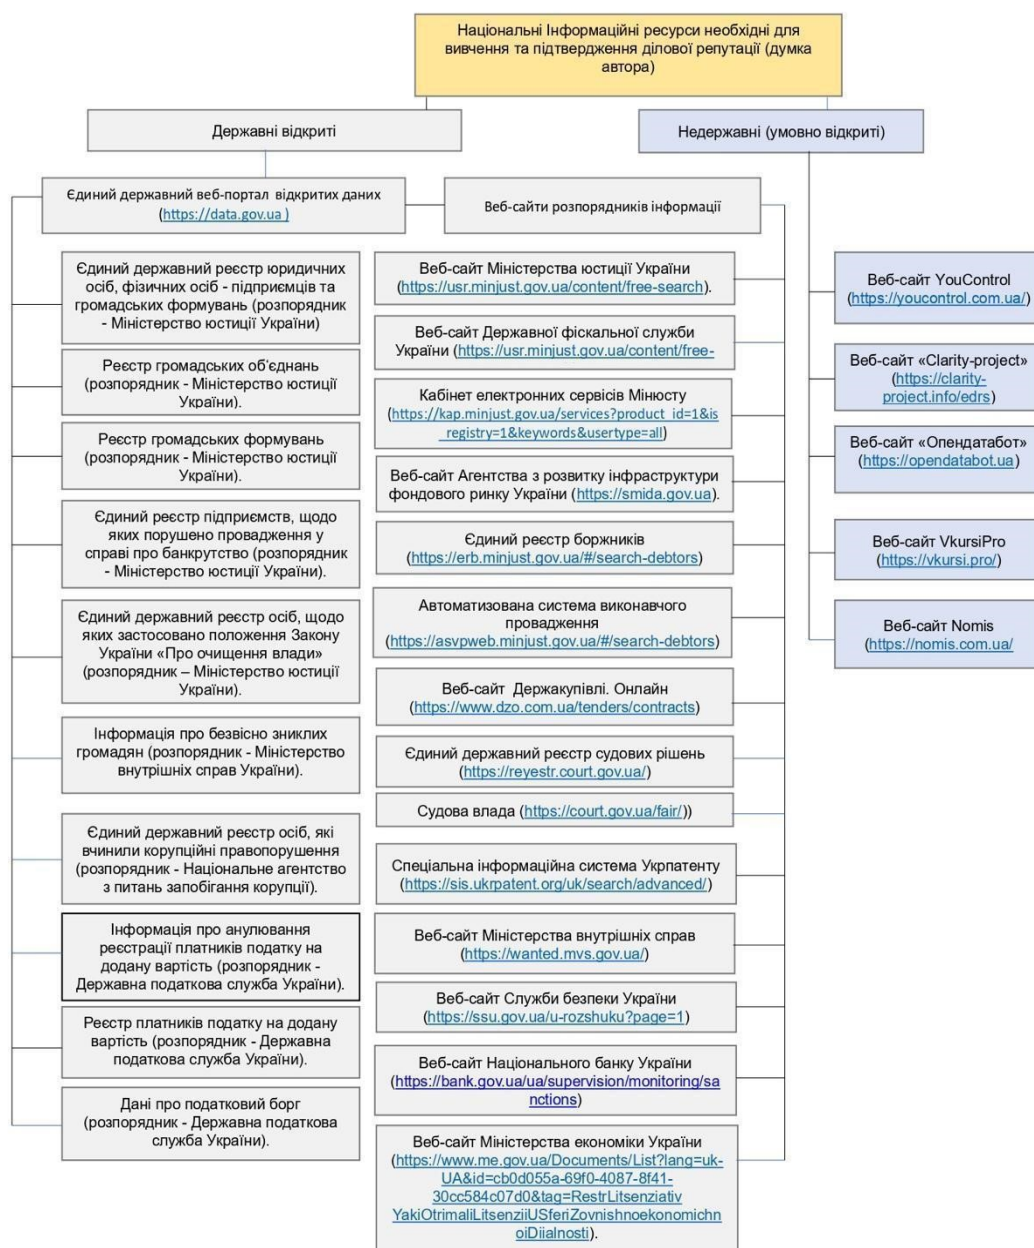 Національні Інформаційні ресурси необхідні для
вивчення та підтвердження ділової репутації (думка
автора)
Державні відкриті
Недержавні (умовно відкриті)
Єдиний державний веб-портал відкритих даних
(https://data.gov.ua )
Веб-сайти розпорядників інформації
Єдиний державний реєстр юридичних
осіб, фізичних осіб - підприємців та
громадських формувань (розпорядник
- Міністерство юстиції України)
Реєстр громадських об’єднань
(розпорядник - Міністерство юстиції
України).
Реєстр громадських формувань
(розпорядник - Міністерство юстиції
України).
Єдиний реєстр підприємств, щодо
яких порушено провадження у
справі про банкрутство (розпорядник
- Міністерство юстиції України).
Єдиний державний реєстр осіб, щодо
яких застосовано положення Закону
України «Про очищення влади»
(розпорядник – Міністерство юстиції
України).
Інформація про безвісно зниклих
громадян (розпорядник - Міністерство
внутрішніх справ України).
Єдиний державний реєстр осіб, які
вчинили корупційні правопорушення
(розпорядник - Національне агентство
з питань запобігання корупції).
Інформація про анулювання
реєстрації платників податку на
додану вартість (розпорядник -
Державна податкова служба України).
Реєстр платників податку на додану
вартість (розпорядник - Державна
податкова служба України).
Дані про податковий борг
(розпорядник - Державна податкова
служба України).
Веб-сайт Міністерства юстиції України
(https://usr.minjust.gov.ua/content/free-search).
Веб-сайт Державної фіскальної служби
України (https://usr.minjust.gov.ua/content/free-
Кабінет електронних сервісів Мінюсту
(https://kap.minjust.gov.ua/services?product_id=1&is
_registry=1&keywords&usertype=all)
Веб-сайт Агентства з розвитку інфраструктури
фондового ринку України (https://smida.gov.ua).
Єдиний реєстр боржників
(https://erb.minjust.gov.ua/#/search-debtors)
Автоматизована система виконавчого
провадження
(https://asvpweb.minjust.gov.ua/#/search-debtors)
Веб-сайт  Держакупівлі. Онлайн
(https://www.dzo.com.ua/tenders/contracts)
Єдиний державний реєстр судових рішень
(https://reyestr.court.gov.ua/)
Судова влада (https://court.gov.ua/fair/))
Спеціальна інформаційна система Укрпатенту
(https://sis.ukrpatent.org/uk/search/advanced/)
Веб-сайт Міністерства внутрішніх справ
(https://wanted.mvs.gov.ua/)
Веб-сайт Служби безпеки України
(https://ssu.gov.ua/u-rozshuku?page=1)
Веб-сайт Національного банку України
(https://bank.gov.ua/ua/supervision/monitoring/sa
nctions)
Веб-сайт Міністерства економіки України
(https://www.me.gov.ua/Documents/List?lang=uk-
UA&id=cb0d055a-69f0-4087-8f41-
30cc584c07d0&tag=RestrLitsenziativ
YakiOtrimaliLitsenziiUSferiZovnishnoekonomichn
oiDiialnosti).
Веб-сайт YouControl
(https://youcontrol.com.ua/)
Веб-сайт «Clarity-project»
(https://clarity-
project.info/edrs)
Веб-сайт «Опендатабот»
(https://opendatabot.ua)
Веб-сайт VkursiPro
(https://vkursi.pro/)
Веб-сайт Nomis
(https://nomis.com.ua/